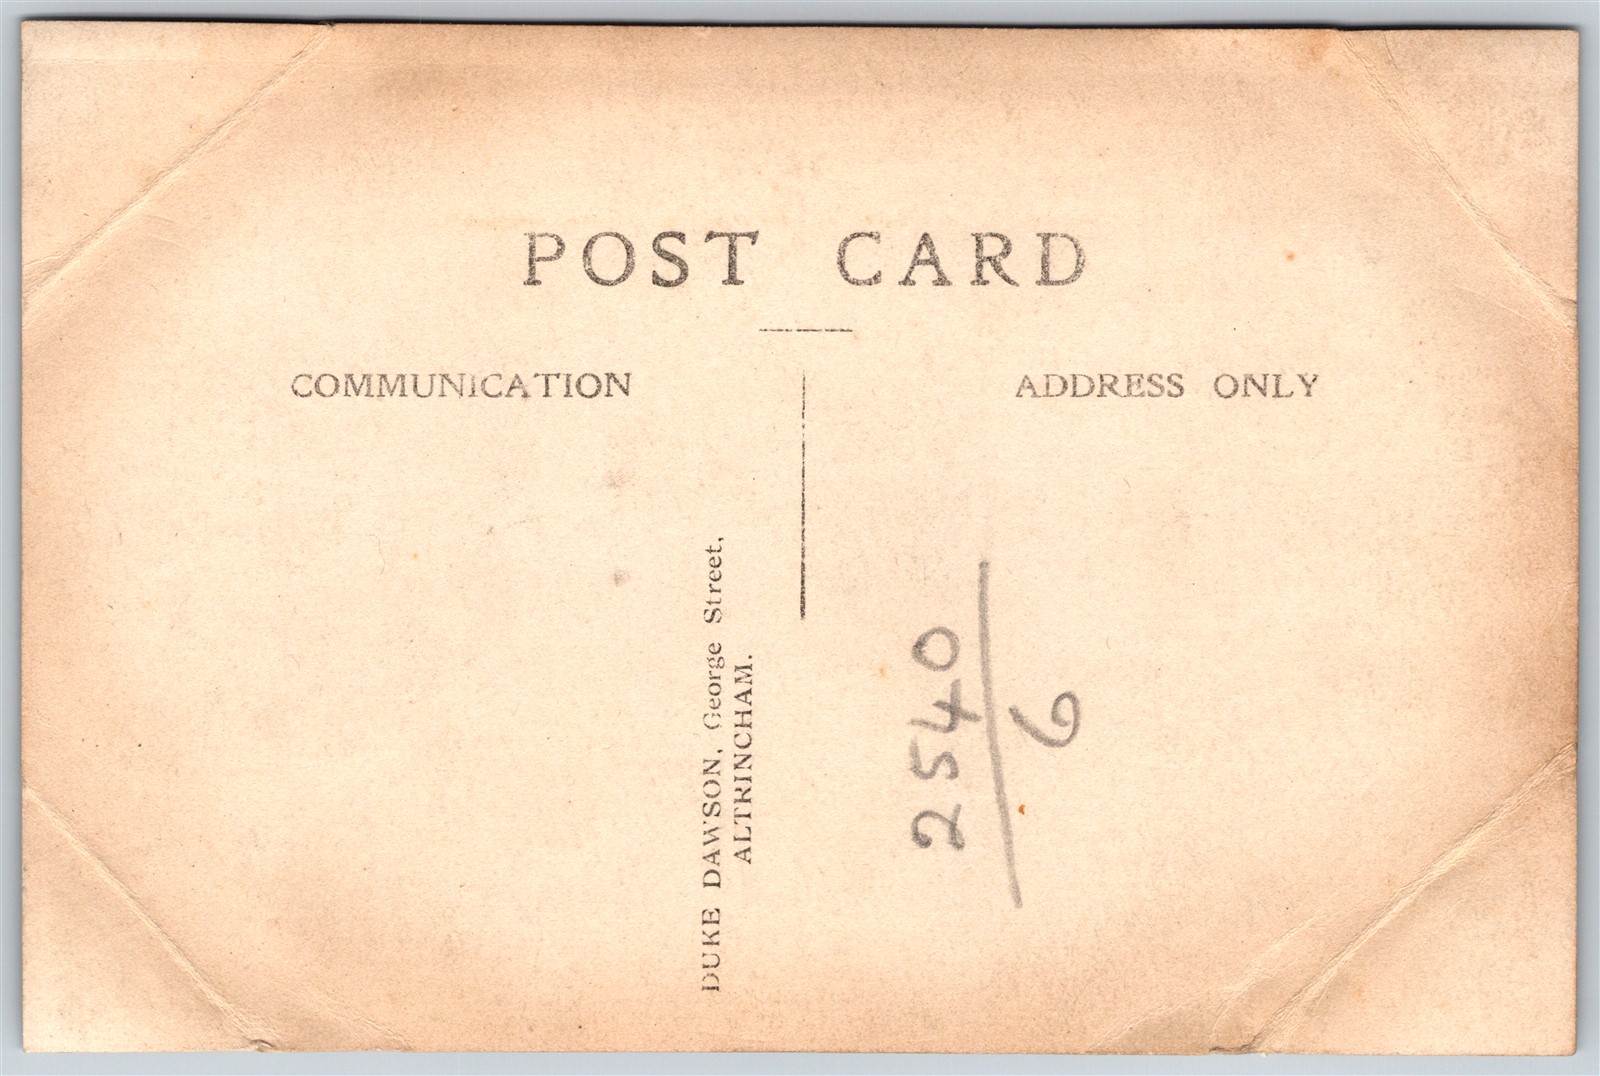 POST CARD
COMMUNICATION
ADDRESS ONLY
DUKE DAWSON, George Street,
ALTRINCHAM.
2540
6